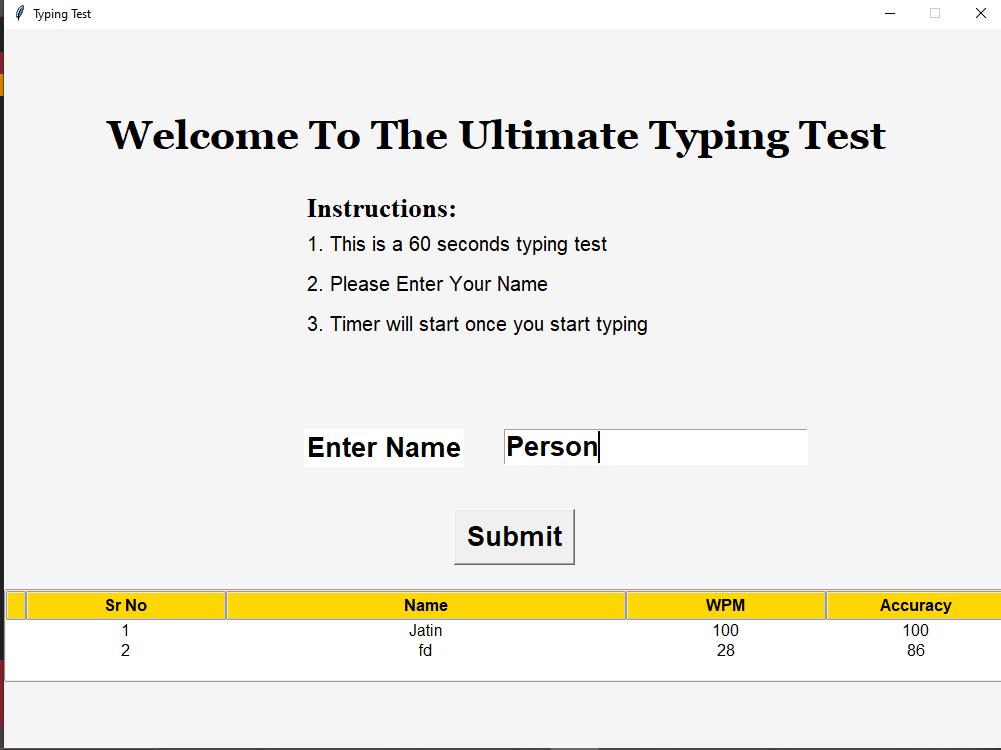 Typing Test
Welcome To The Ultimate Typing Test
Instructions:
1. This is a 60 seconds typing test
2. Please Enter Your Name
3. Timer will start once you start typing
Enter Name Person
Submit
Sr No Name WPM Accuracy
1 Jatin 100 100
2 fd 28 86